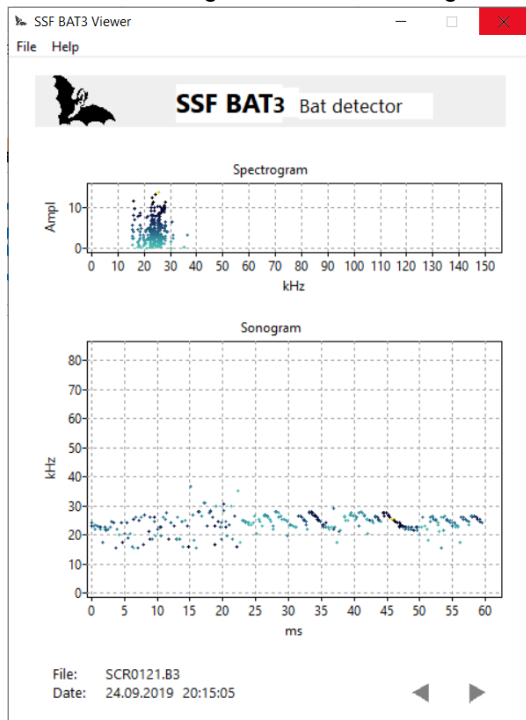 SSF BAT3 Viewer
File Help
SSF BAT3 Bat detector
Spectrogram
Ampl
10
0
0 10 20 30 40 50 60 70 80 90 100 110 120 130 140 150
kHz
Sonogram
kHz
80
70
60
50
40
30
20
10
0
0 5 10 15 20 25 30 35 40 45 50 55 60
ms
File: SCR0121.B3
Date: 24.09.2019 20:15:05